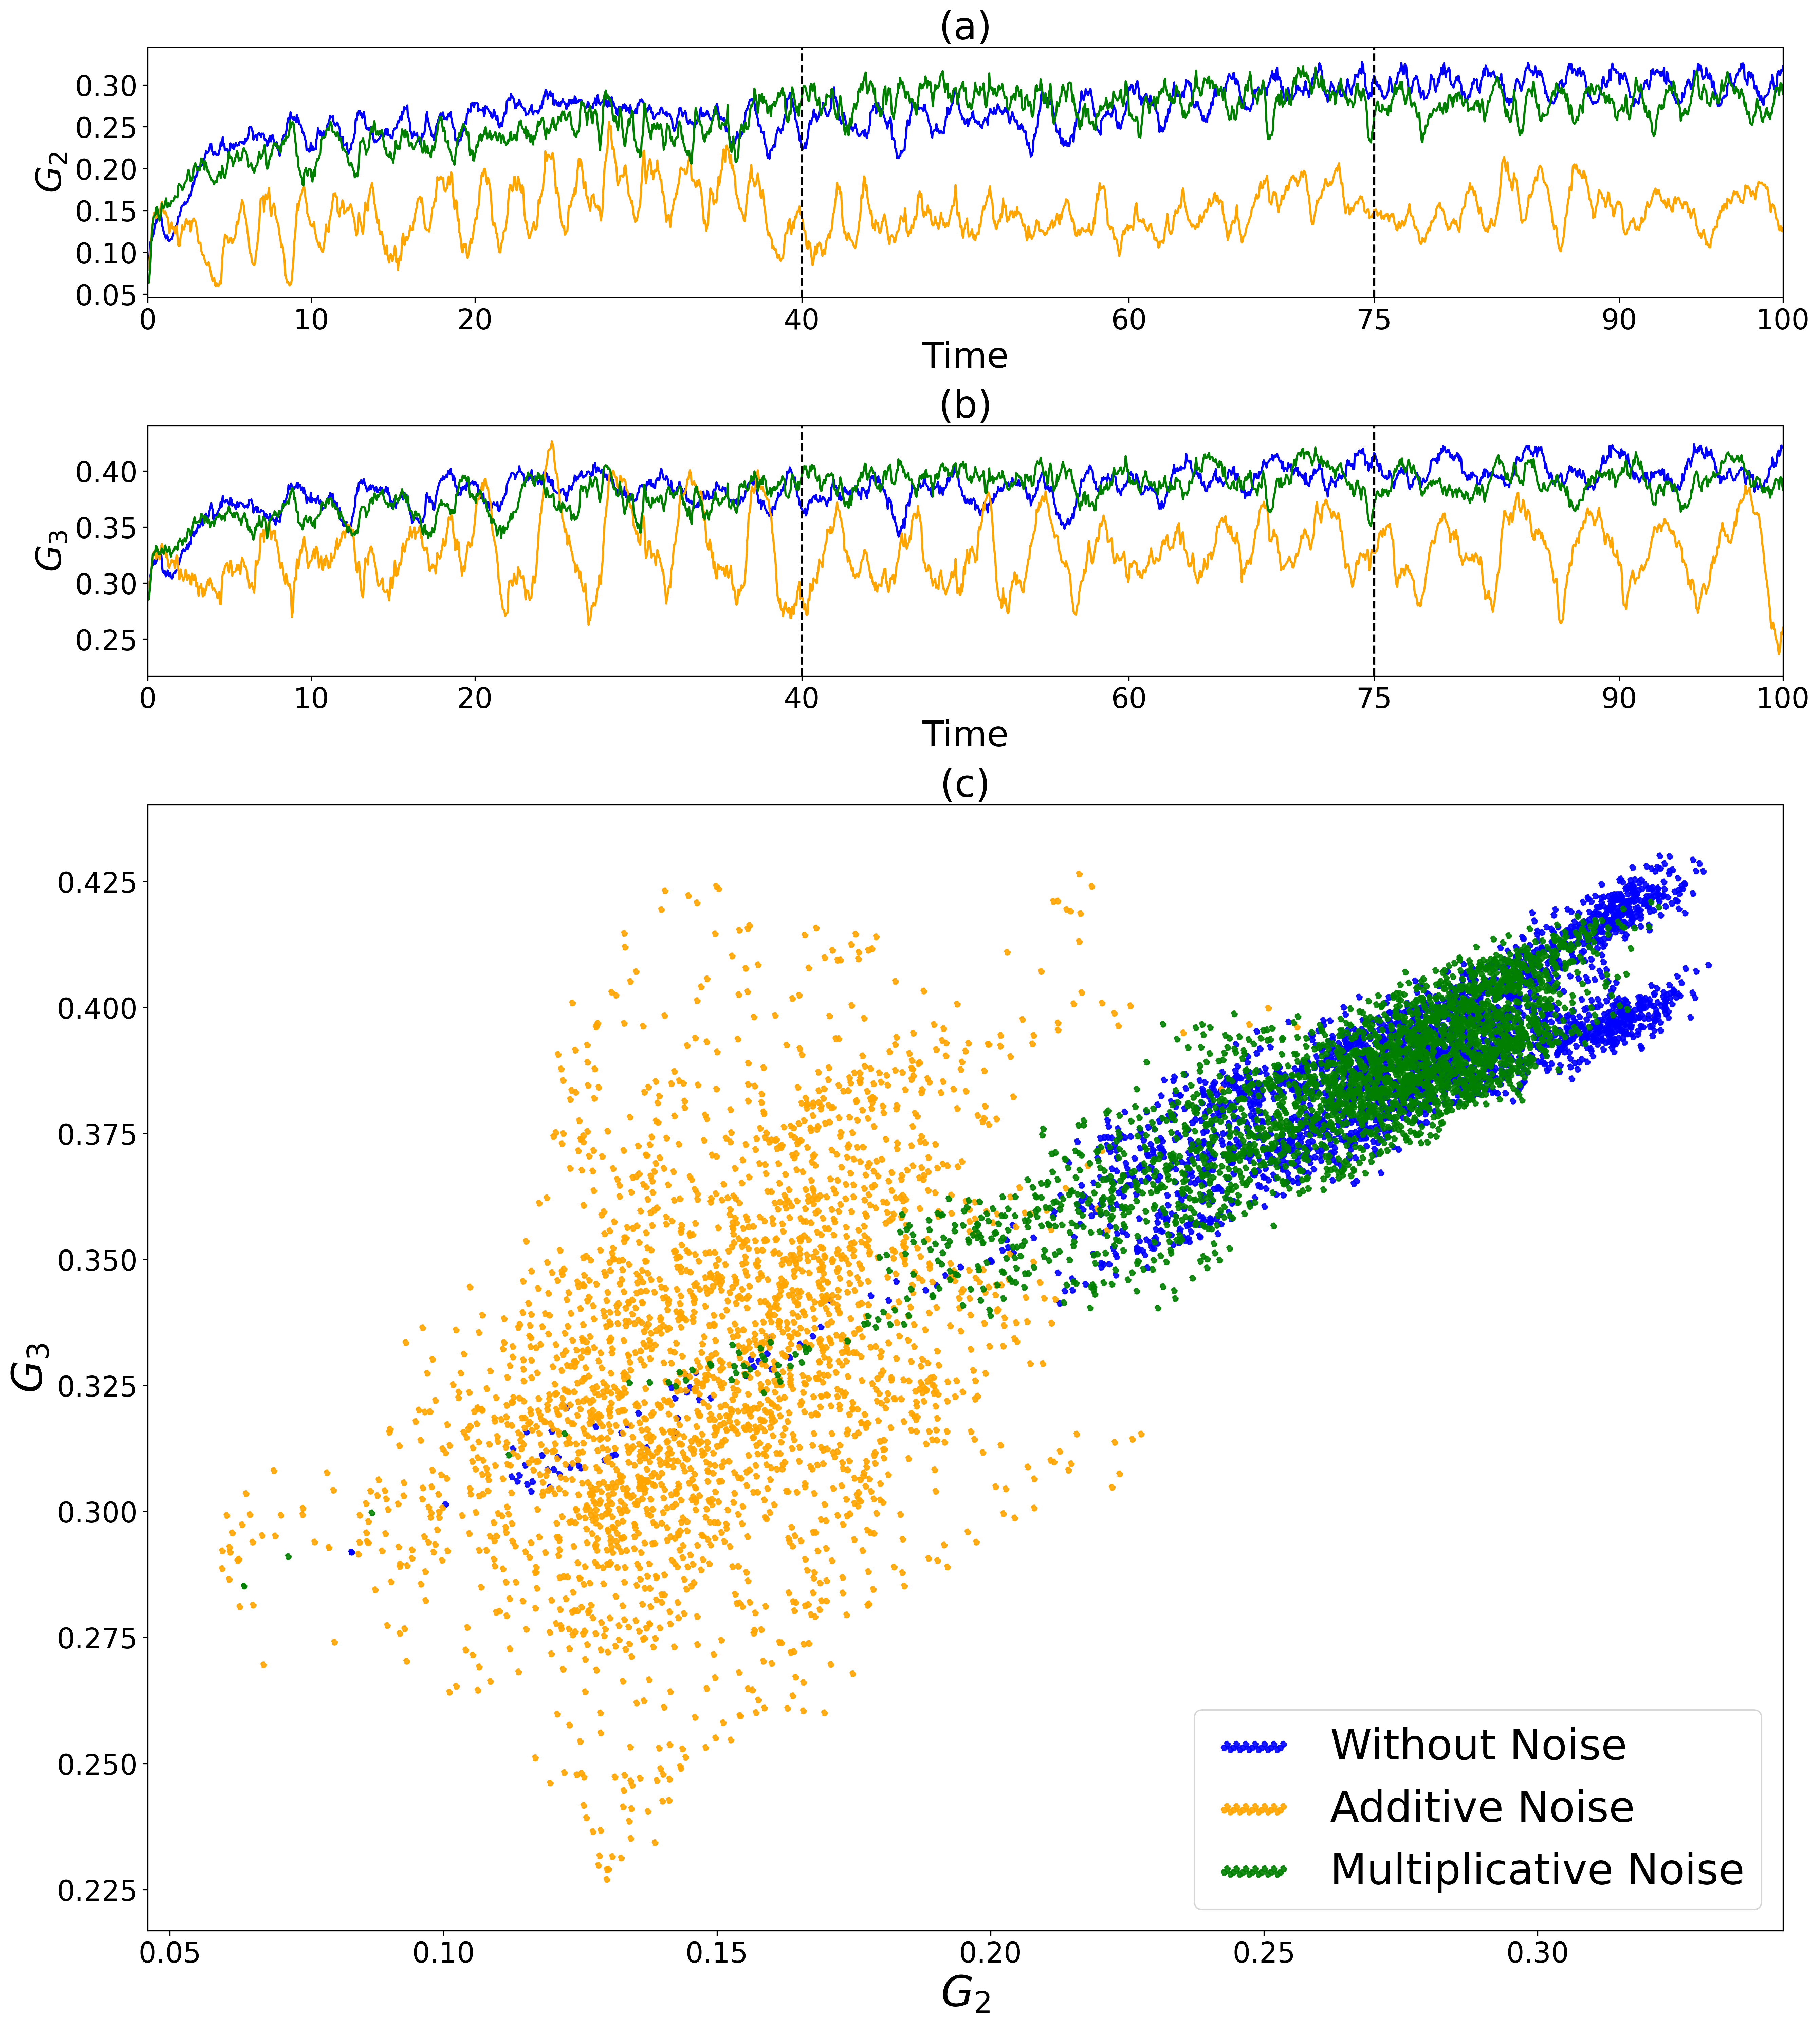 (a)
0.30
0.25
0.20
0.15
0.10
0.05
G2
0 10 20 40 60 75 90 100
Time
(b)
0.40
0.35
0.30
0.25
G3
0 10 20 40 60 75 90 100
Time
(c)
0.425
0.400
0.375
0.350
0.325
0.300
0.275
0.250
0.225
G3
Without Noise
Additive Noise
Multiplicative Noise
0.05 0.10 0.15 0.20 0.25 0.30
G2